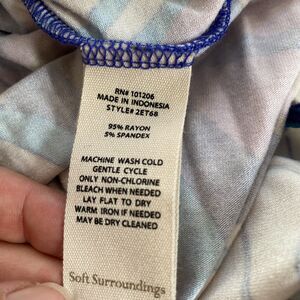 RN# 101206
MADE IN INDONESIA
STYLE# 2ET68
95% RAYON
5% SPANDEX
MACHINE WASH COLD
GENTLE CYCLE
ONLY NON-CHLORINE
BLEACH WHEN NEEDED
LAY FLAT TO DRY
WARM IRON IF NEEDED
MAY BE DRY CLEANED
Soft Surroundings